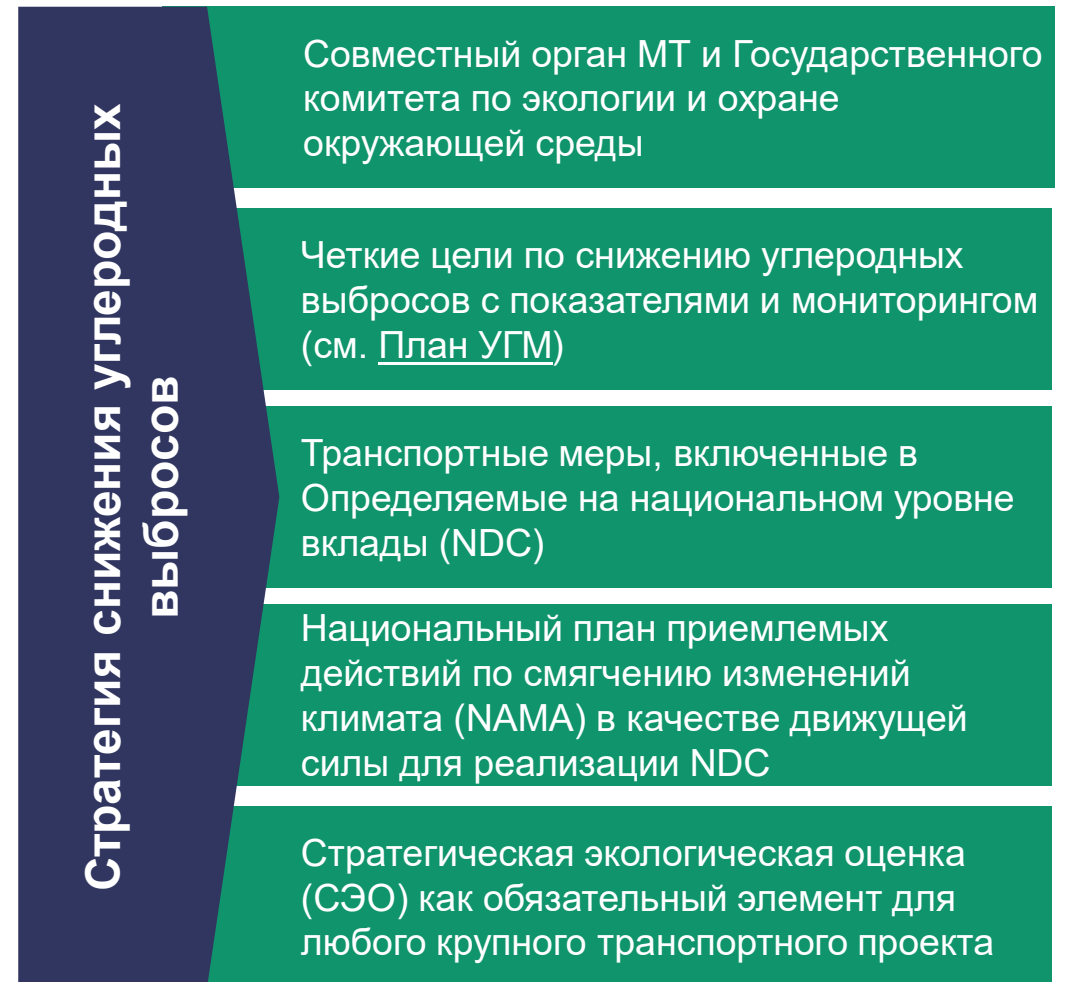 Стратегия снижения углеродных
выбросов
Совместный орган МТ и Государственного
комитета по экологии и охране
окружающей среды
Четкие цели по снижению углеродных
выбросов с показателями и мониторингом
(см. План УГМ)
Транспортные меры, включенные в
Определяемые на национальном уровне
вклады (NDC)
Национальный план приемлемых
действий по смягчению изменений
климата (NAMA) в качестве движущей
силы для реализации NDC
Стратегическая экологическая оценка
(СЭО) как обязательный элемент для
любого крупного транспортного проекта